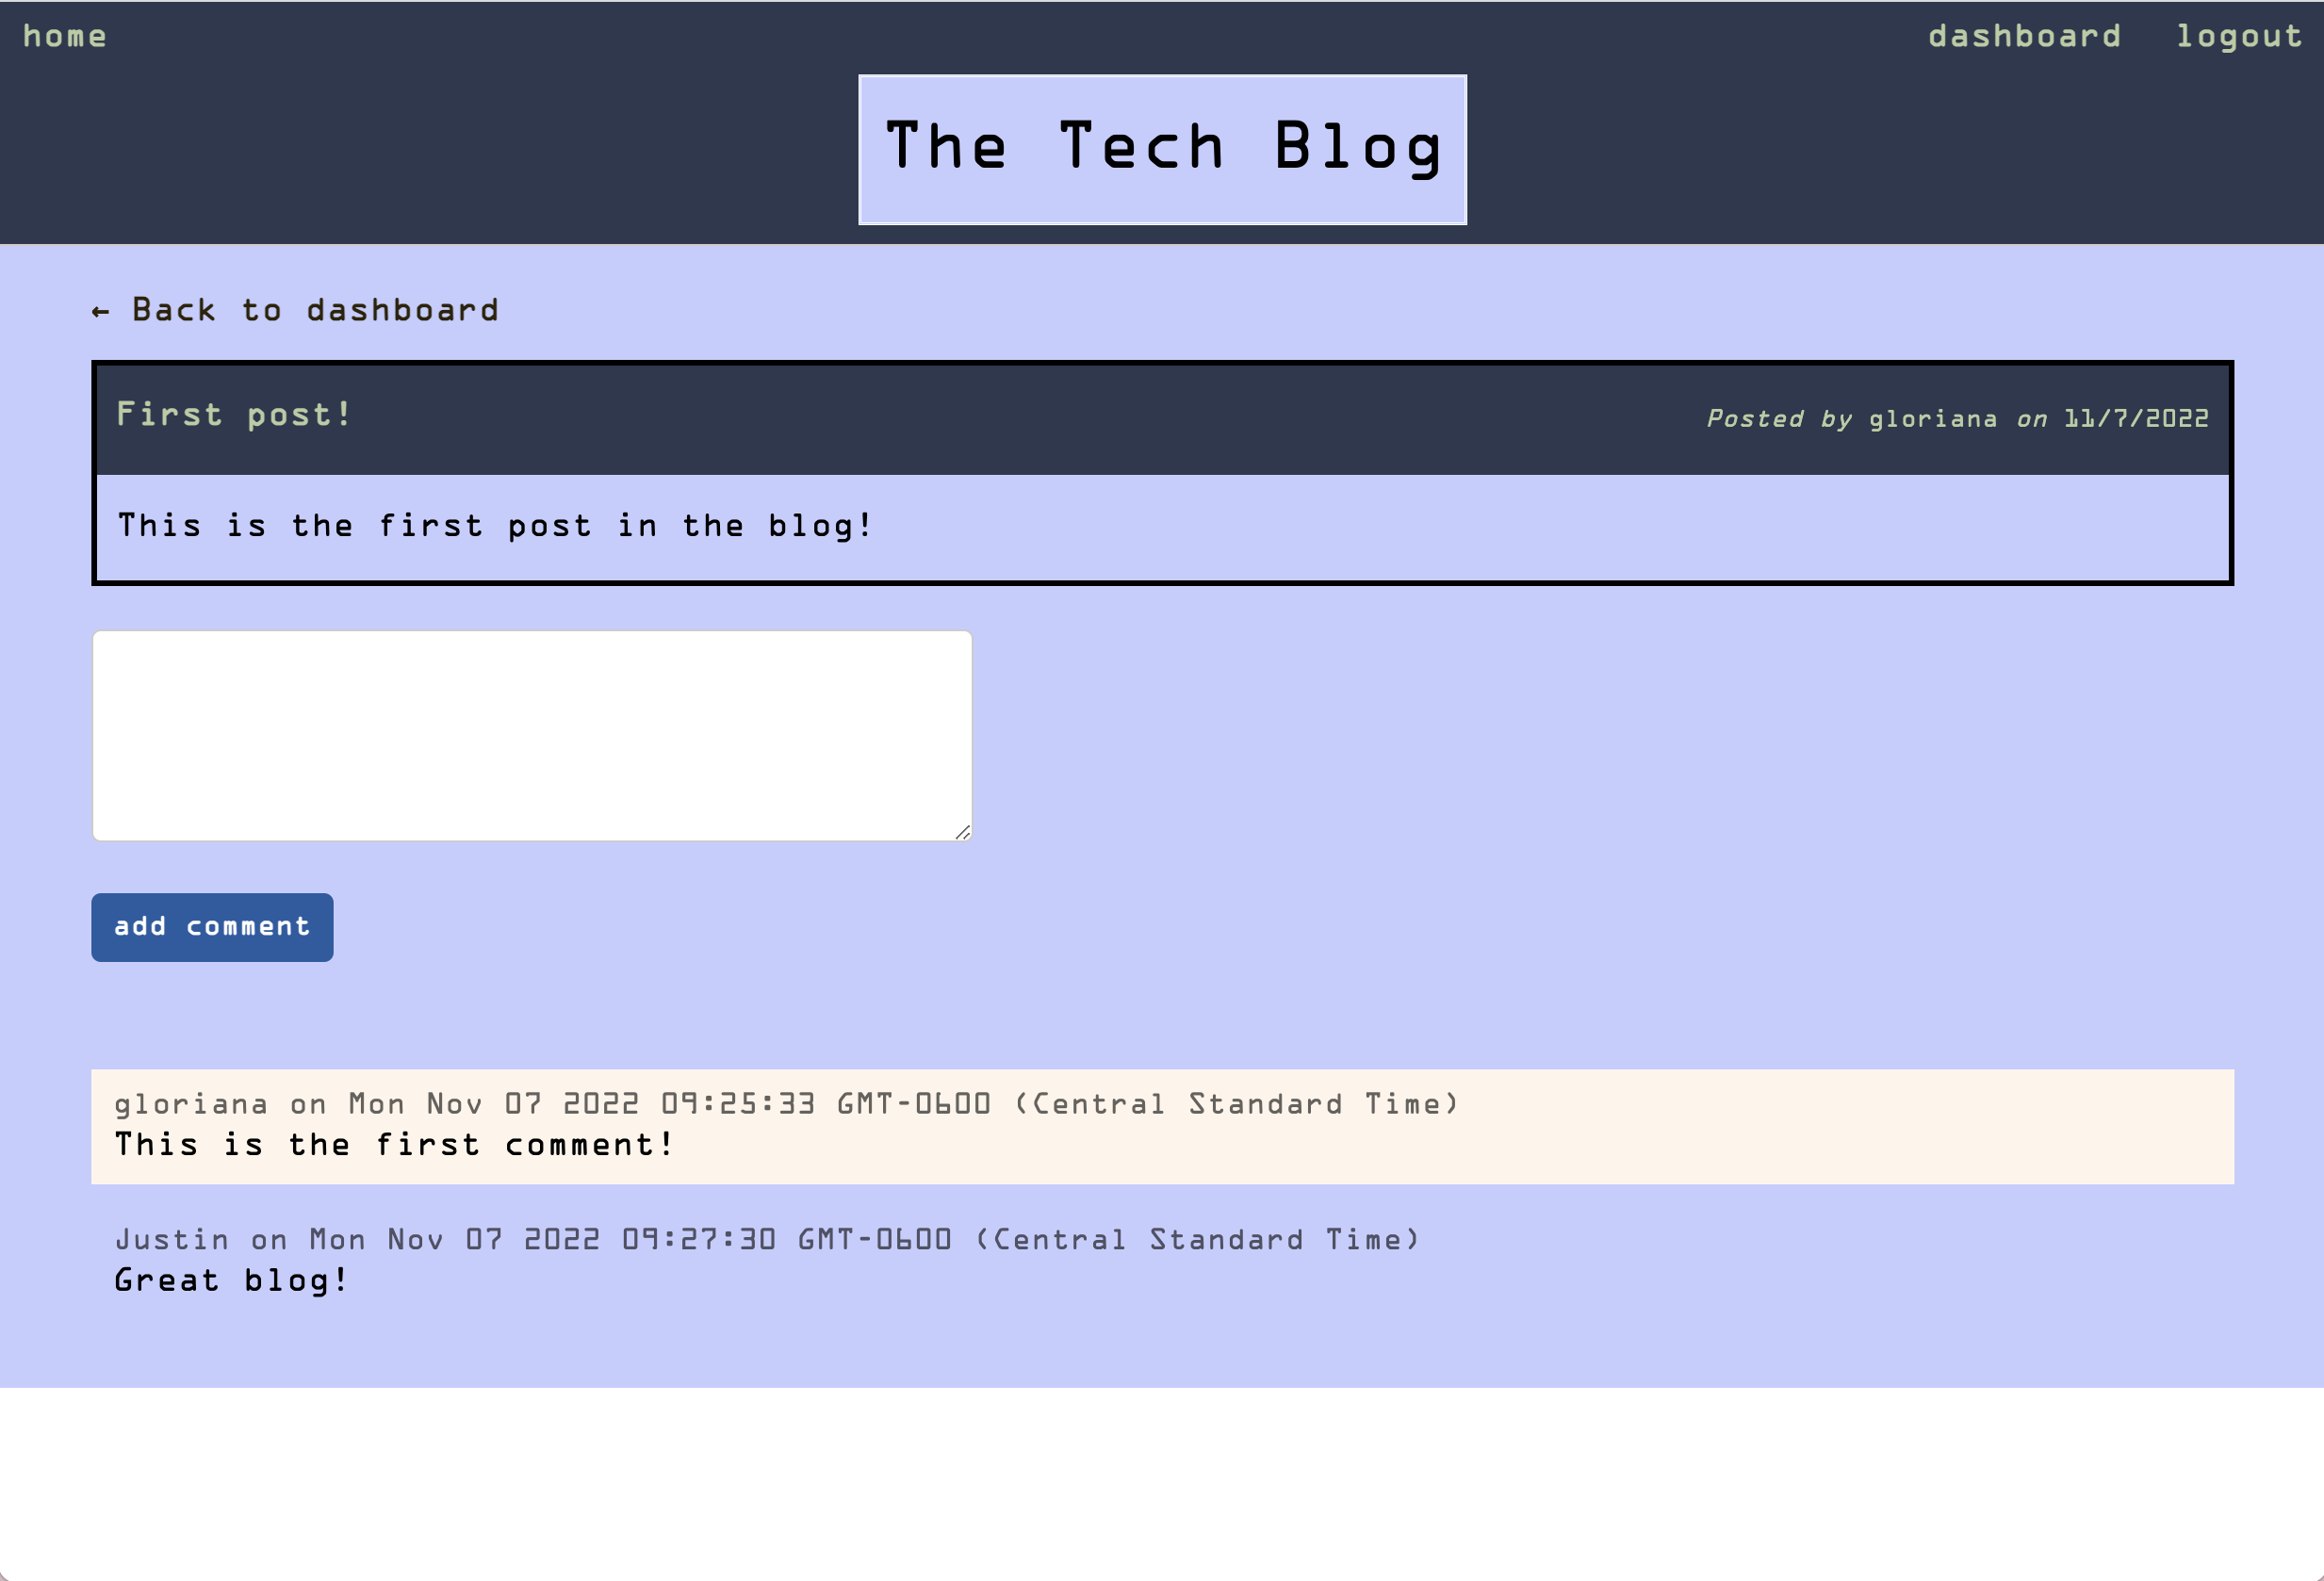 home dashboard logout
The Tech Blog
← Back to dashboard
First post! Posted by gloriana on 11/7/2022
This is the first post in the blog!
add comment
gloriana on Mon Nov 07 2022 09:25:33 GMT-0600 (Central Standard Time)
This is the first comment!
Justin on Mon Nov 07 2022 09:27:30 GMT-0600 (Central Standard Time)
Great blog!